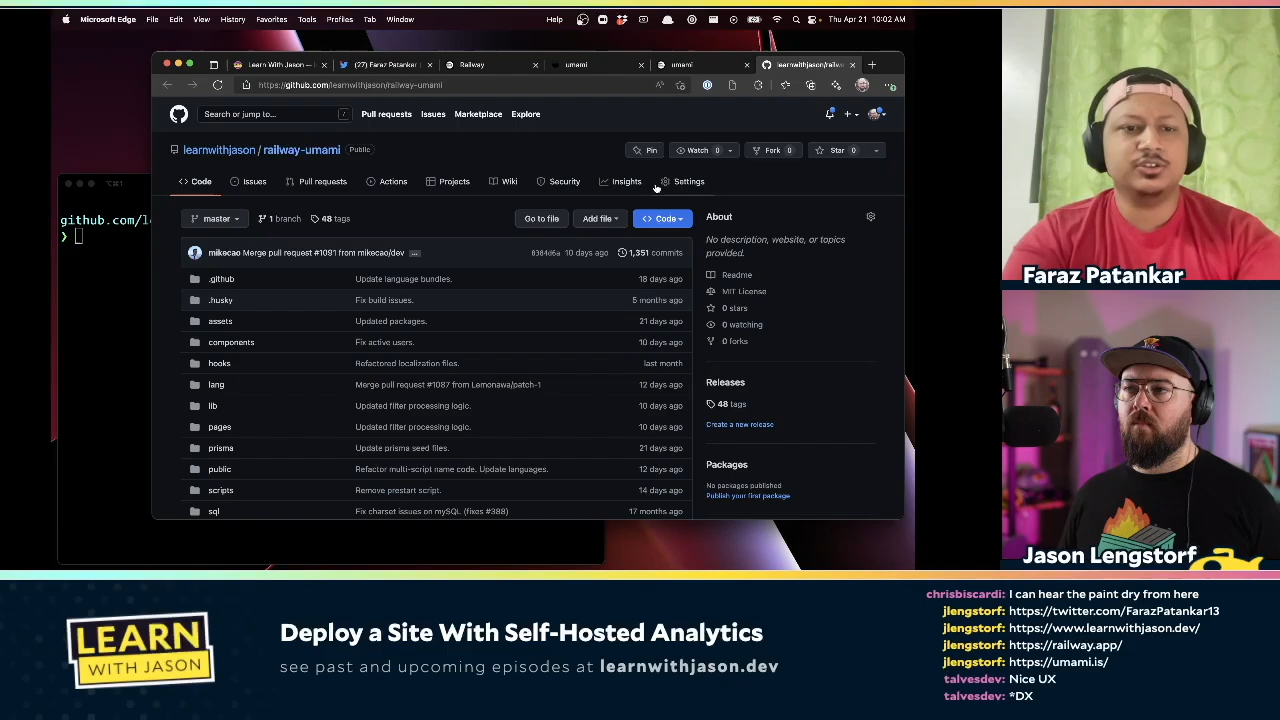 Microsoft Edge File Edit View History Favorites Tools Profiles Tab Window Help Thu Apr 21 10:02 AM
Learn With Jason — (27) Faraz Patankar Railway umami umami learnwithjason/railw
https://github.com/learnwithjason/railway-umami
Search or jump to... / Pull requests Issues Marketplace Explore
learnwithjason / railway-umami Public
Pin Watch 0 Fork 0 Star 0
Code Issues Pull requests Actions Projects Wiki Security Insights Settings
master 1 branch 48 tags Go to file Add file Code
mikecao Merge pull request #1091 from mikecao/dev ... 8384d6a 10 days ago 1,351 commits
.github Update language bundles. 18 days ago
.husky Fix build issues. 5 months ago
assets Updated packages. 21 days ago
components Fix active users. 10 days ago
hooks Refactored localization files. last month
lang Merge pull request #1087 from Lemonawa/patch-1 12 days ago
lib Updated filter processing logic. 10 days ago
pages Updated filter processing logic. 10 days ago
prisma Update prisma seed files. 21 days ago
public Refactor multi-script name code. Update languages. 12 days ago
scripts Remove prestart script. 14 days ago
sql Fix charset issues on mySQL (fixes #388) 17 months ago
About
No description, website, or topics
provided.
Readme
MIT License
0 stars
0 watching
0 forks
Releases
48 tags
Create a new release
Packages
No packages published
Publish your first package
⌥⌘1
github.com/l
❯
Faraz Patankar
Jason Lengstorf
LEARN
WITH JASON
Deploy a Site With Self-Hosted Analytics
see past and upcoming episodes at learnwithjason.dev
chrisbiscardi: I can hear the paint dry from here
jlengstorf: https://twitter.com/FarazPatankar13
jlengstorf: https://www.learnwithjason.dev/
jlengstorf: https://railway.app/
jlengstorf: https://umami.is/
talvesdev: Nice UX
talvesdev: *DX